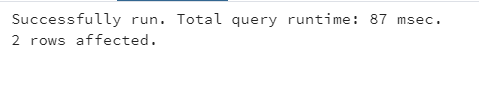 Successfully run. Total query runtime: 87 msec.
2 rows affected.